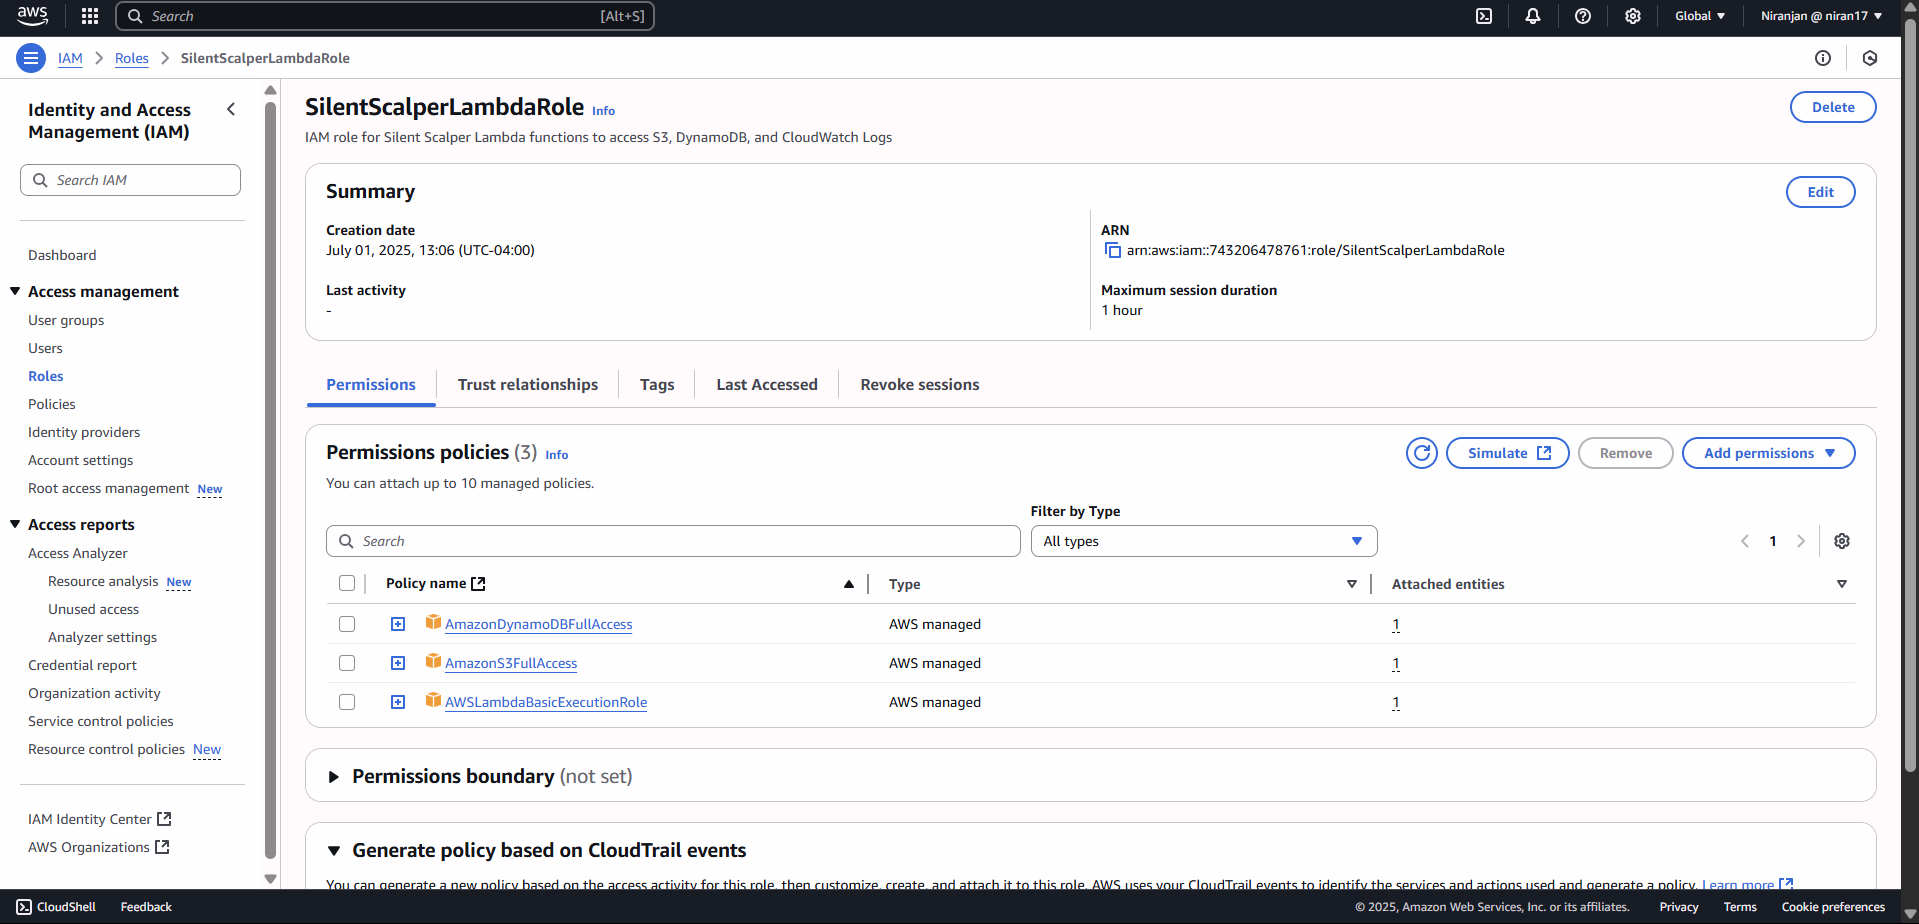 aws
Search [Alt+S]
Global
Niranjan @ niran17
IAM
Roles
SilentScalperLambdaRole
Identity and Access
Management (IAM)
Search IAM
Dashboard
Access management
User groups
Users
Roles
Policies
Identity providers
Account settings
Root access management New
Access reports
Access Analyzer
Resource analysis New
Unused access
Analyzer settings
Credential report
Organization activity
Service control policies
Resource control policies New
IAM Identity Center
AWS Organizations
SilentScalperLambdaRole Info
Delete
IAM role for Silent Scalper Lambda functions to access S3, DynamoDB, and CloudWatch Logs
Summary
Edit
Creation date
July 01, 2025, 13:06 (UTC-04:00)
ARN
arn:aws:iam::743206478761:role/SilentScalperLambdaRole
Last activity
-
Maximum session duration
1 hour
Permissions
Trust relationships
Tags
Last Accessed
Revoke sessions
Permissions policies (3) Info
Simulate
Remove
Add permissions
You can attach up to 10 managed policies.
Filter by Type
Search
All types
1
Policy name Type Attached entities
AmazonDynamoDBFullAccess AWS managed 1
AmazonS3FullAccess AWS managed 1
AWSLambdaBasicExecutionRole AWS managed 1
Permissions boundary (not set)
Generate policy based on CloudTrail events
You can generate a new policy based on the access activity for this role, then customize, create, and attach it to this role. AWS uses your CloudTrail events to identify the services and actions used and generate a policy. Learn more
CloudShell
Feedback
© 2025, Amazon Web Services, Inc. or its affiliates.
Privacy
Terms
Cookie preferences